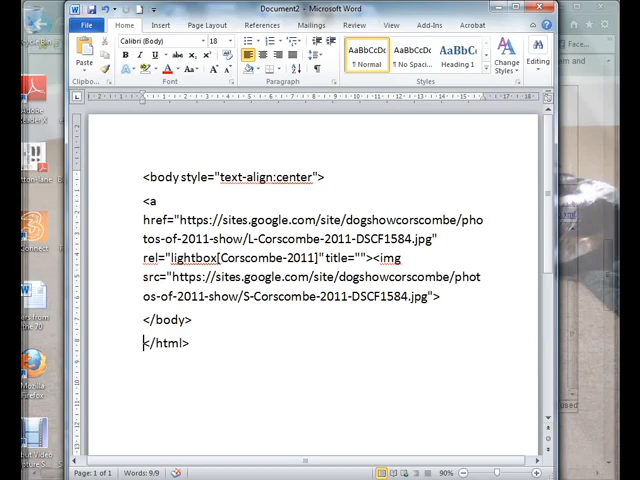 Document2 - Microsoft Word
File
Home
Insert
Page Layout
References
Mailings
Review
View
Add-Ins
Acrobat
Calibri (Body)
18
Paste
Clipboard
Font
Paragraph
AaBbCcDc
AaBbCcDc
AaBbC
¶ Normal
¶ No Spaci...
Heading 1
Change
Styles
Styles
Editing
<body style="text-align:center">
<a
href="https://sites.google.com/site/dogshowcorscombe/pho
tos-of-2011-show/L-Corscombe-2011-DSCF1584.jpg"
rel="lightbox[Corscombe-2011]" title=""><img
src="https://sites.google.com/site/dogshowcorscombe/phot
os-of-2011-show/S-Corscombe-2011-DSCF1584.jpg">
</body>
</html>
Page: 1 of 1
Words: 9/9
90%
Adobe
Reader X
Mozilla
Firefox